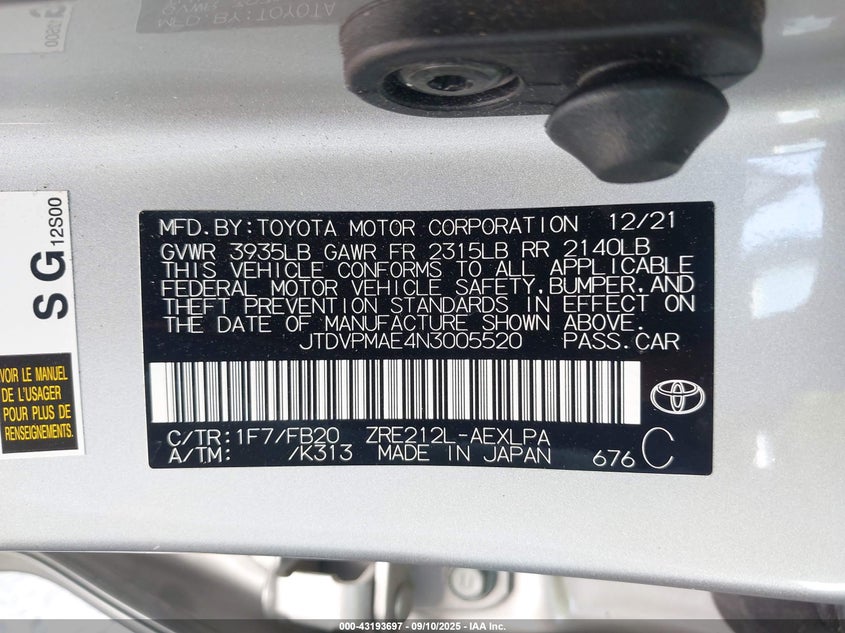 SG 12S00
VOIR LE MANUEL
DE L'USAGER
POUR PLUS DE
RENSEIGNEMENTS.
MFD.BY:TOYOTA MOTOR CORPORATION 12/21
GVWR 3935LB GAWR FR 2315LB RR 2140LB
THIS VEHICLE CONFORMS TO ALL APPLICABLE
FEDERAL MOTOR VEHICLE SAFETY,BUMPER,AND
THEFT PREVENTION STANDARDS IN EFFECT ON
THE DATE OF MANUFACTURE SHOWN ABOVE.
JTDVPMAE4N3005520 PASS.CAR
C/TR:1F7/FB20 ZRE212L-AEXLPA
A/TM: /K313 MADE IN JAPAN 676 C
000-43193697 - 09/10/2025 - IAA Inc.